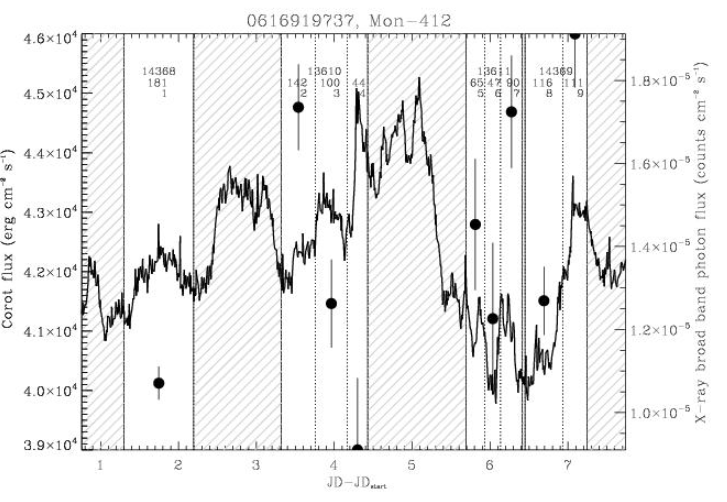 0616919737, Mon-412
4.6×10⁴
4.5×10⁴
4.4×10⁴
4.3×10⁴
4.2×10⁴
4.1×10⁴
4.0×10⁴
3.9×10⁴
Corot flux (erg cm⁻² s⁻¹)
14368
181
1
13610
142 100 44
2 3 4
13611 14369
65 47 90 116 111
5 6 7 8 9
1.8×10⁻⁵
1.6×10⁻⁵
1.4×10⁻⁵
1.2×10⁻⁵
1.0×10⁻⁵
X-ray broad band photon flux (counts cm⁻² s⁻¹)
1 2 3 4 5 6 7
JD-JDstart